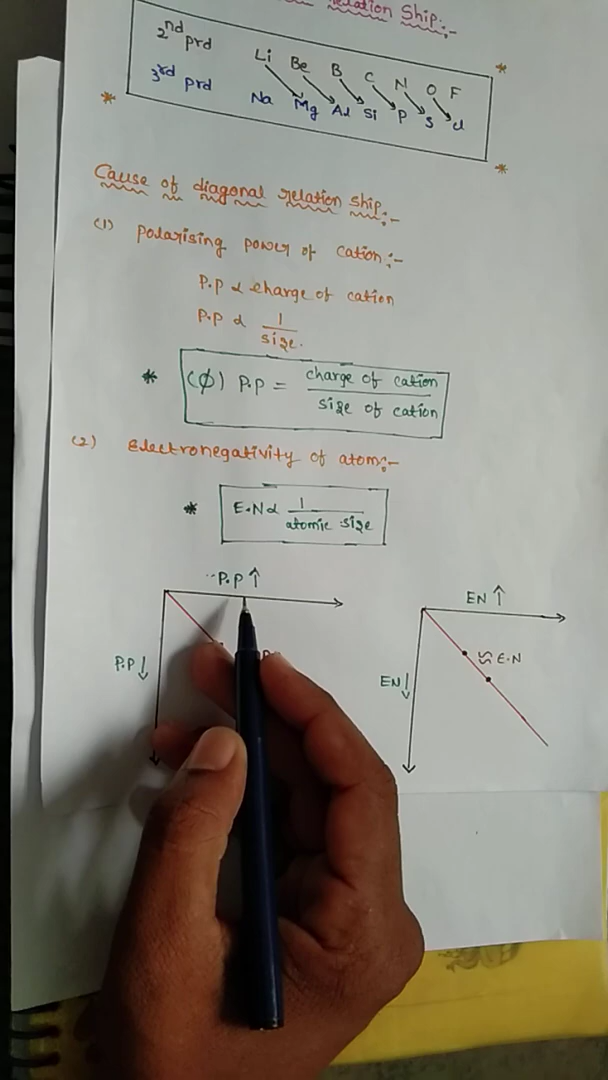 Ship:-
2nd prd Li Be B C N O F
3rd prd Na Mg Al Si P S Cl
Cause of diagonal relation ship:-
(1) polarising power of cation:-
P.P α charge of cation
P.P α 1/size.
* (ϕ) P.P = charge of cation / size of cation
(2) Electronegativity of atom:-
* E.N α 1/atomic size
P.P ↑
P.P ↓
EN ↑
EN ↓
≈ E.N